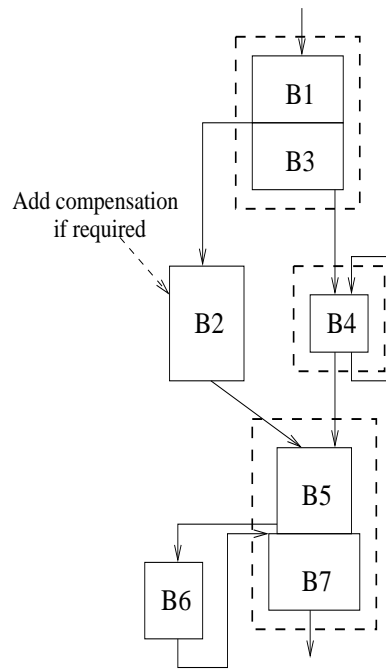 B1
B3
Add compensation
if required
B2
B4
B5
B7
B6